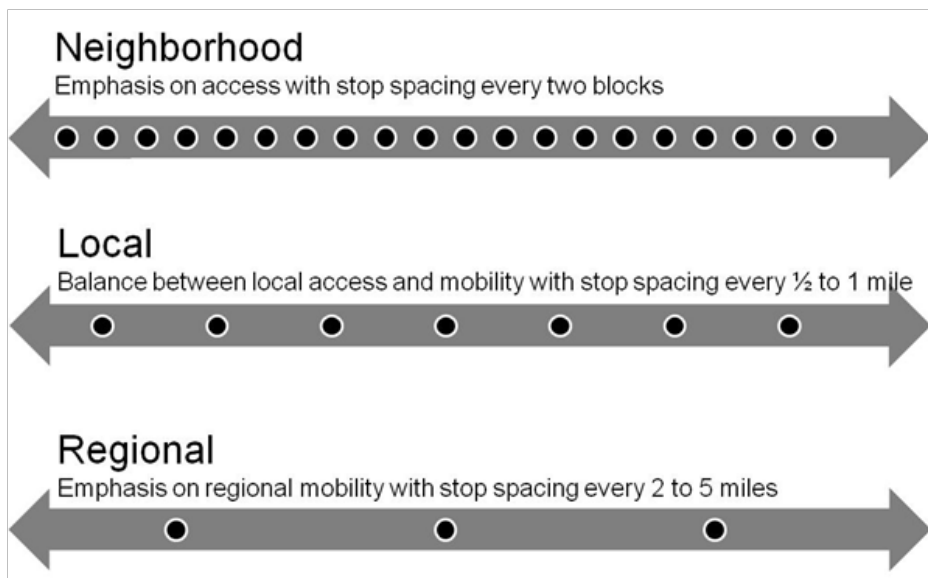 Neighborhood
Emphasis on access with stop spacing every two blocks
Local
Balance between local access and mobility with stop spacing every ½ to 1 mile
Regional
Emphasis on regional mobility with stop spacing every 2 to 5 miles